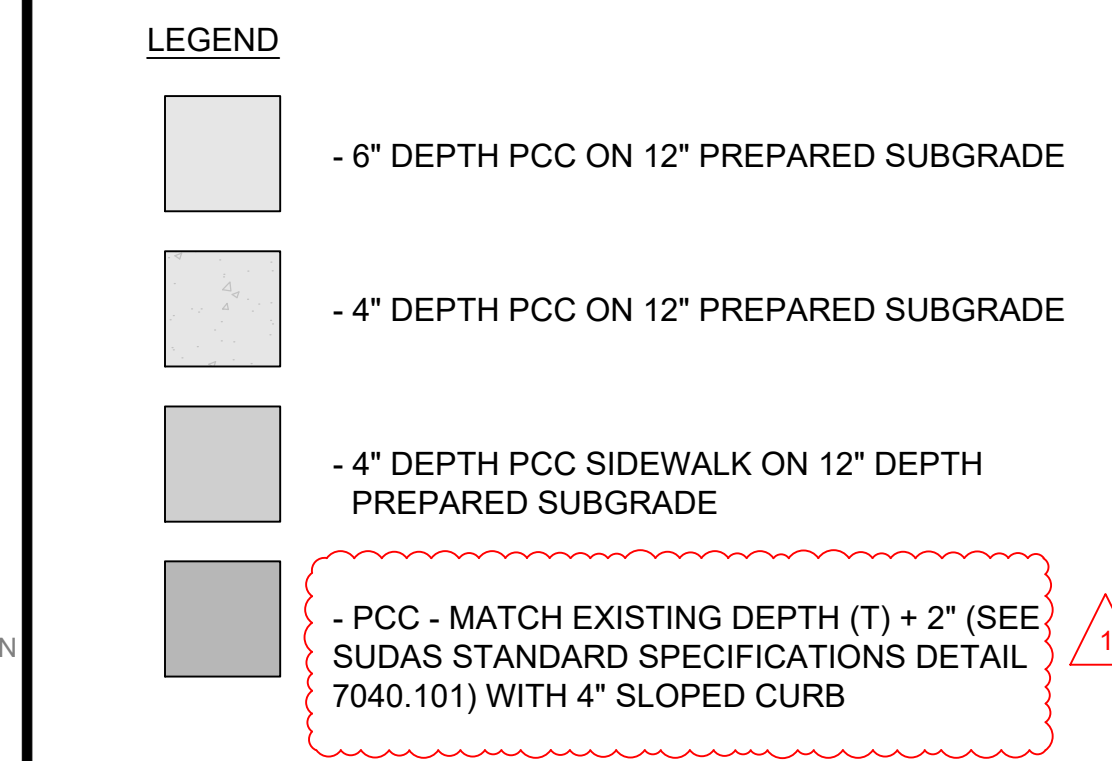 LEGEND
- 6" DEPTH PCC ON 12" PREPARED SUBGRADE
- 4" DEPTH PCC ON 12" PREPARED SUBGRADE
- 4" DEPTH PCC SIDEWALK ON 12" DEPTH
PREPARED SUBGRADE
- PCC - MATCH EXISTING DEPTH (T) + 2" (SEE
SUDAS STANDARD SPECIFICATIONS DETAIL
7040.101) WITH 4" SLOPED CURB
1
N